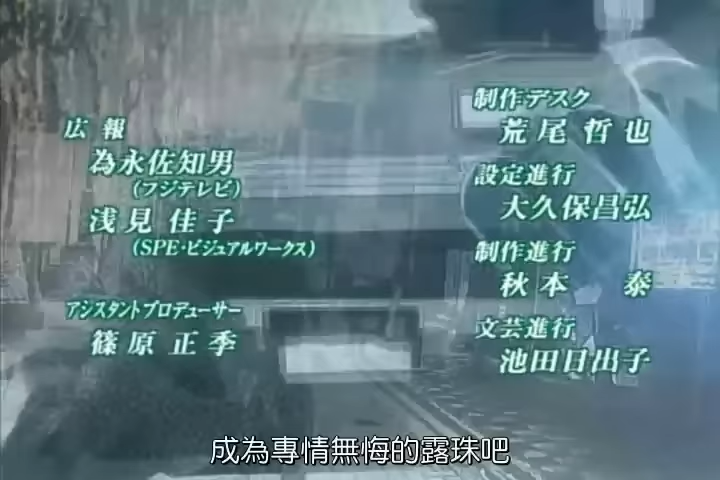 広報
為永佐知男
(フジテレビ)
浅見佳子
(SPE・ビジュアルワークス)
アシスタントプロデューサー
篠原正季
制作デスク
荒尾哲也
設定進行
大久保昌弘
制作進行
秋本 泰
文芸進行
池田日出子
成為專情無悔的露珠吧